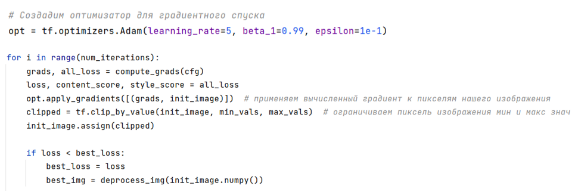 # Создадим оптимизатор для градиентного спуска
opt = tf.optimizers.Adam(learning_rate=5, beta_1=0.99, epsilon=1e-1)
for i in range(num_iterations):
grads, all_loss = compute_grads(cfg)
loss, content_score, style_score = all_loss
opt.apply_gradients([(grads, init_image)])  # применяем вычисленный градиент к пикселям нашего изображения
clipped = tf.clip_by_value(init_image, min_vals, max_vals)  # ограничиваем пиксель изображения мин и макс знач
init_image.assign(clipped)
if loss < best_loss:
best_loss = loss
best_img = deprocess_img(init_image.numpy())